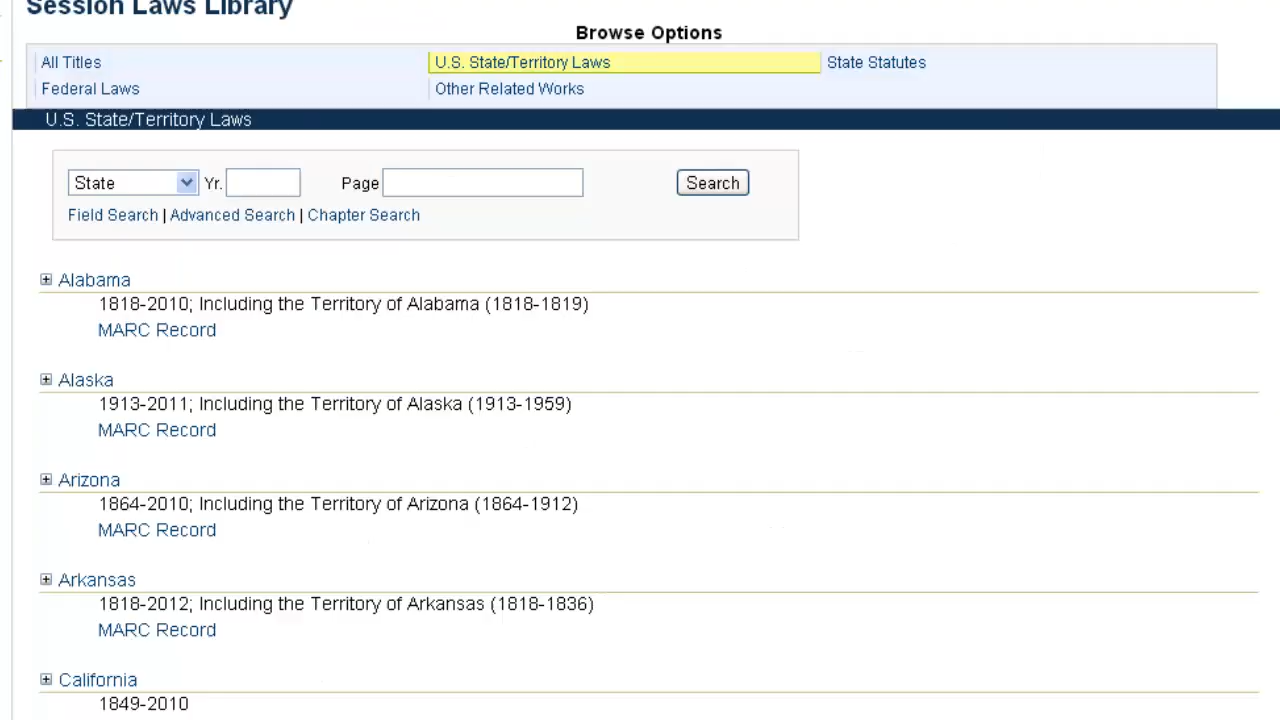 Session Laws Library
Browse Options
All Titles U.S. State/Territory Laws State Statutes
Federal Laws Other Related Works
U.S. State/Territory Laws
State Yr. Page Search
Field Search | Advanced Search | Chapter Search
Alabama
1818-2010; Including the Territory of Alabama (1818-1819)
MARC Record
Alaska
1913-2011; Including the Territory of Alaska (1913-1959)
MARC Record
Arizona
1864-2010; Including the Territory of Arizona (1864-1912)
MARC Record
Arkansas
1818-2012; Including the Territory of Arkansas (1818-1836)
MARC Record
California
1849-2010